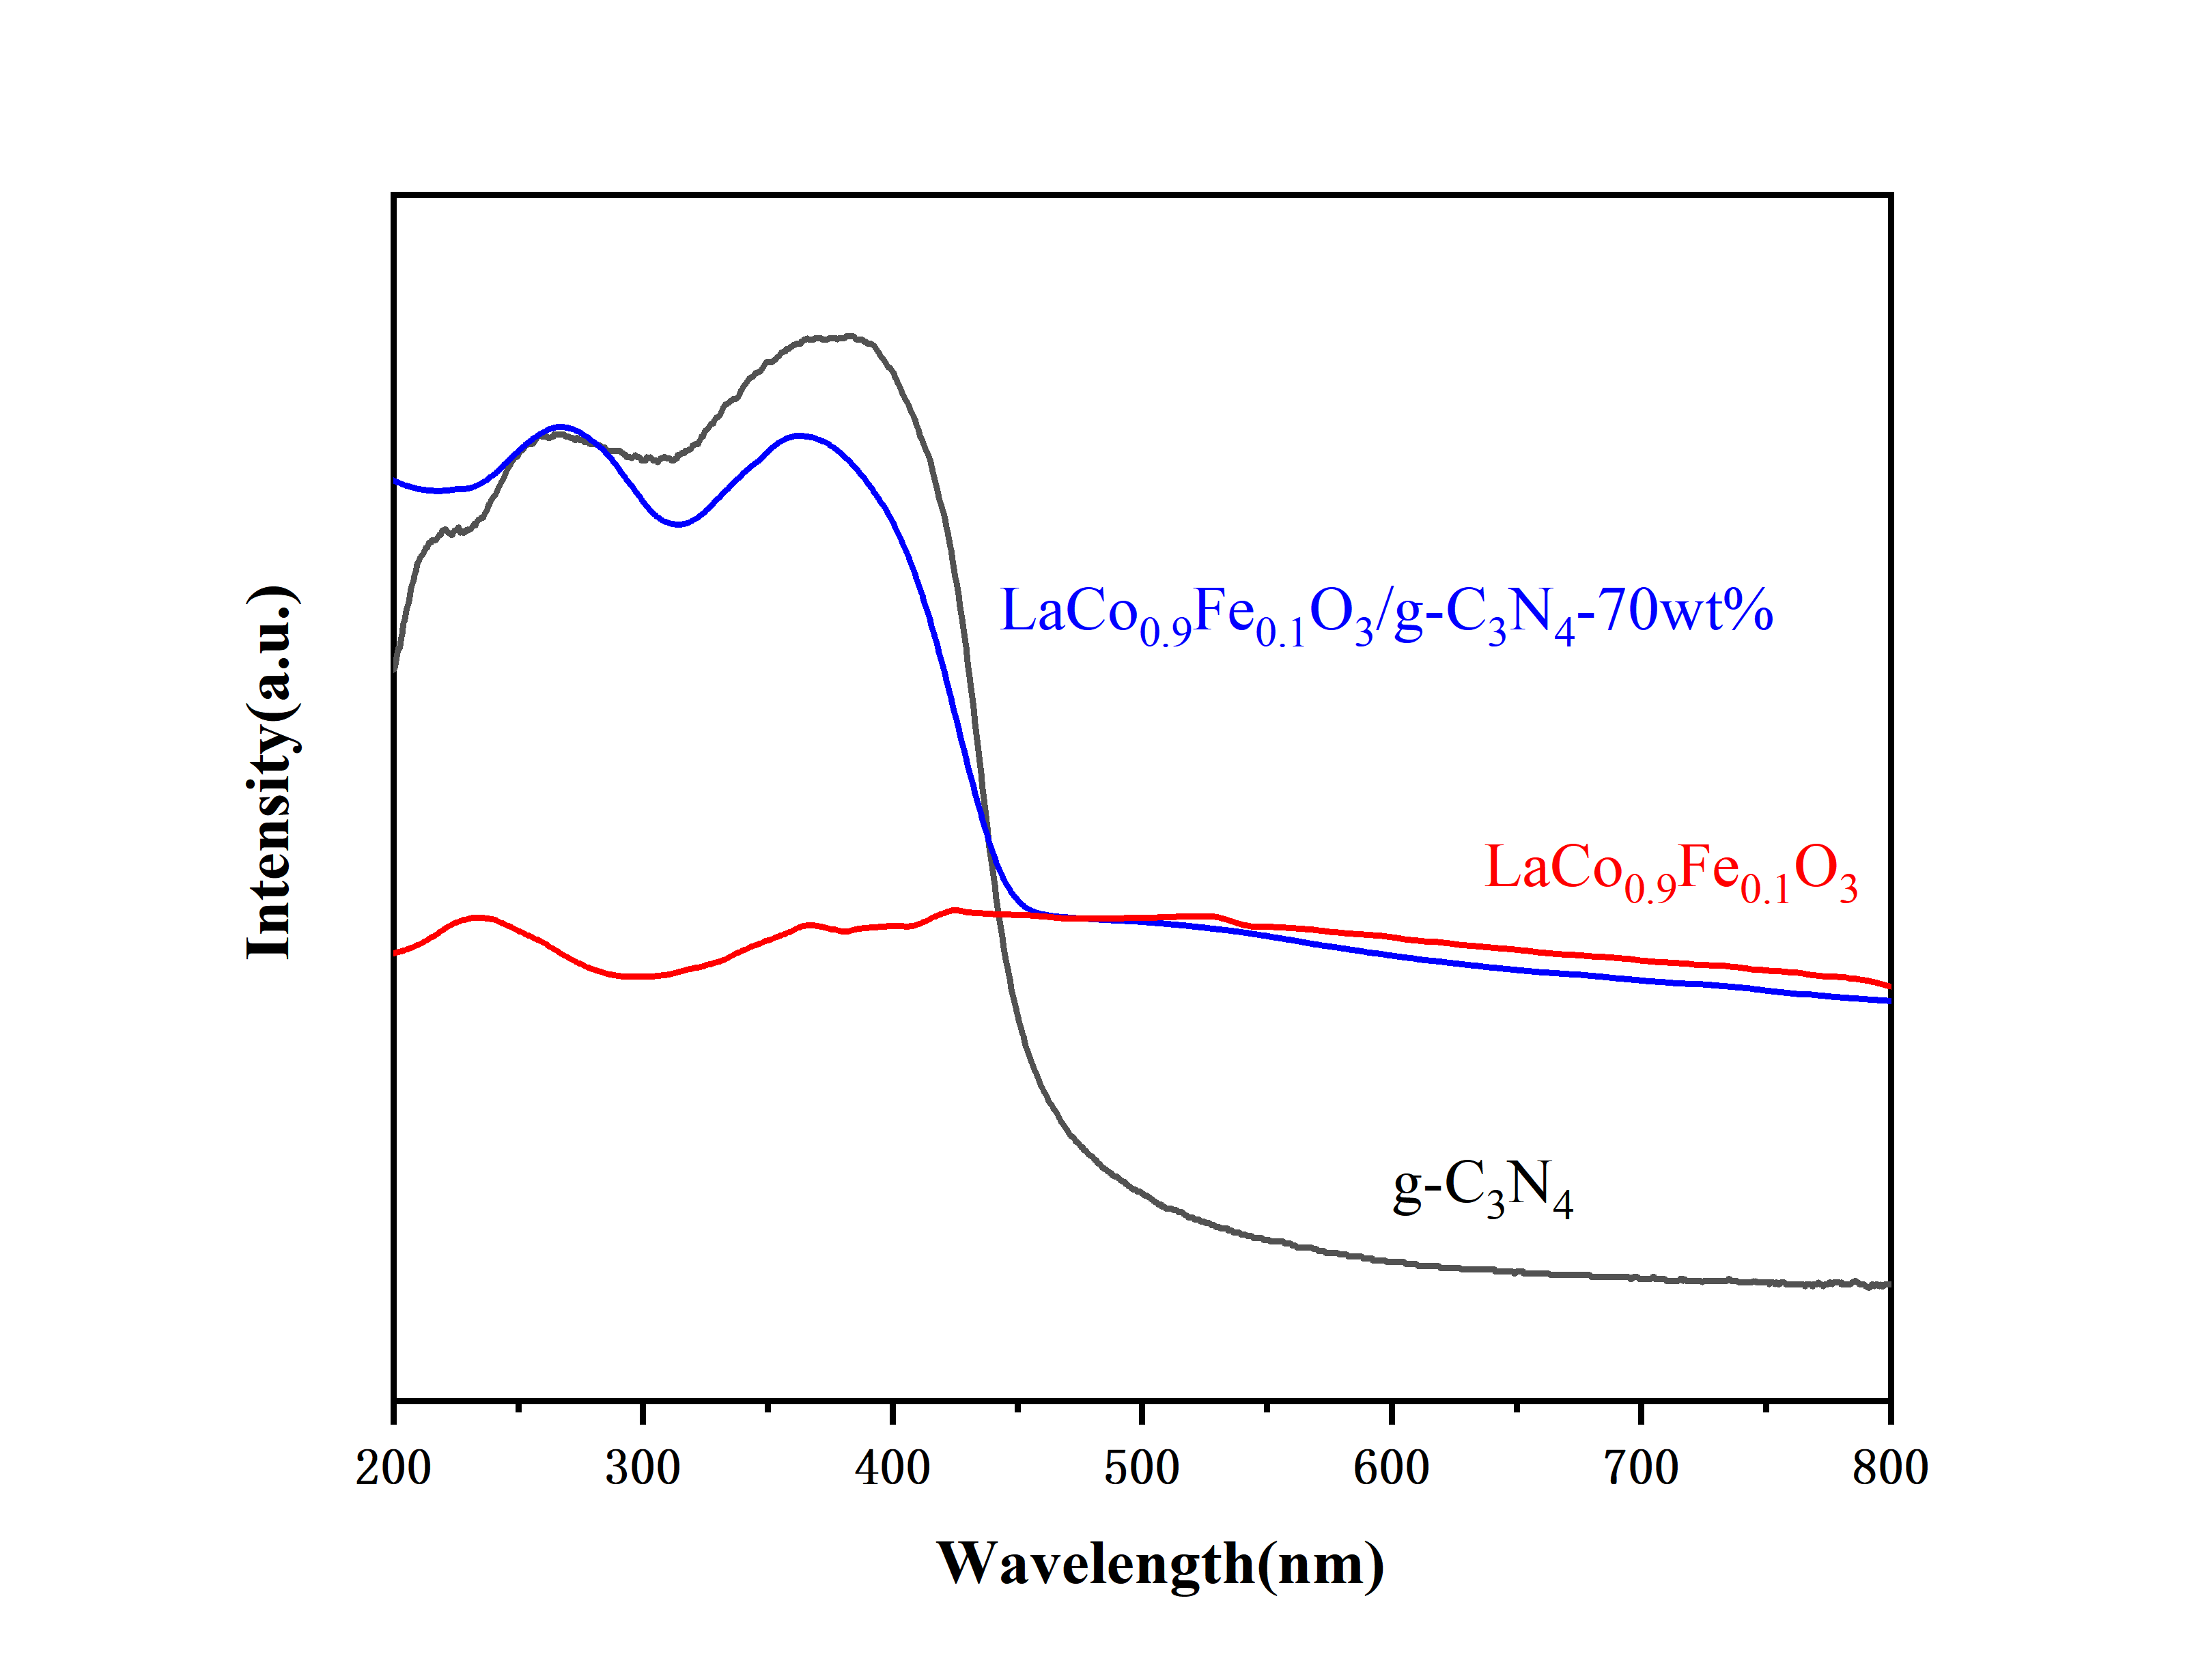 LaCo₀.₉Fe₀.₁O₃/g-C₃N₄-70wt%
LaCo₀.₉Fe₀.₁O₃
g-C₃N₄
Intensity(a.u.)
200 300 400 500 600 700 800
Wavelength(nm)